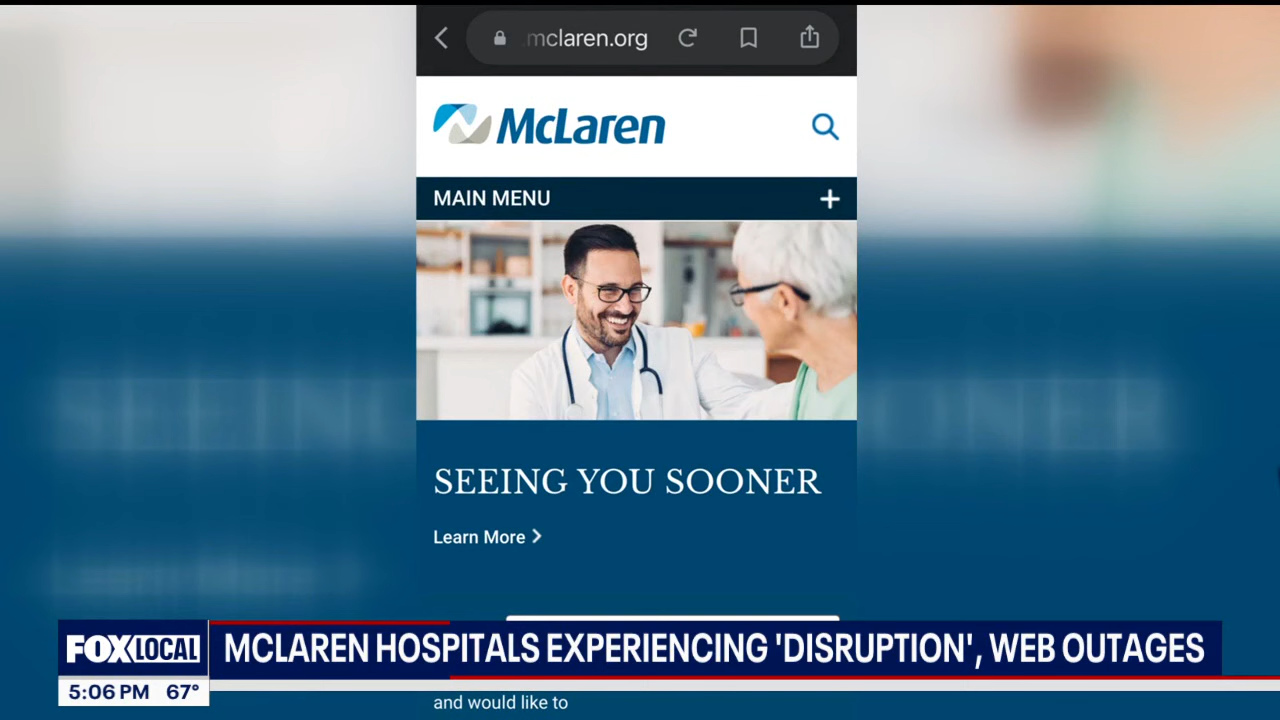 mclaren.org
McLaren
MAIN MENU
SEEING YOU SOONER
Learn More
FOX LOCAL
MCLAREN HOSPITALS EXPERIENCING 'DISRUPTION', WEB OUTAGES
5:06 PM 67°
and would like to